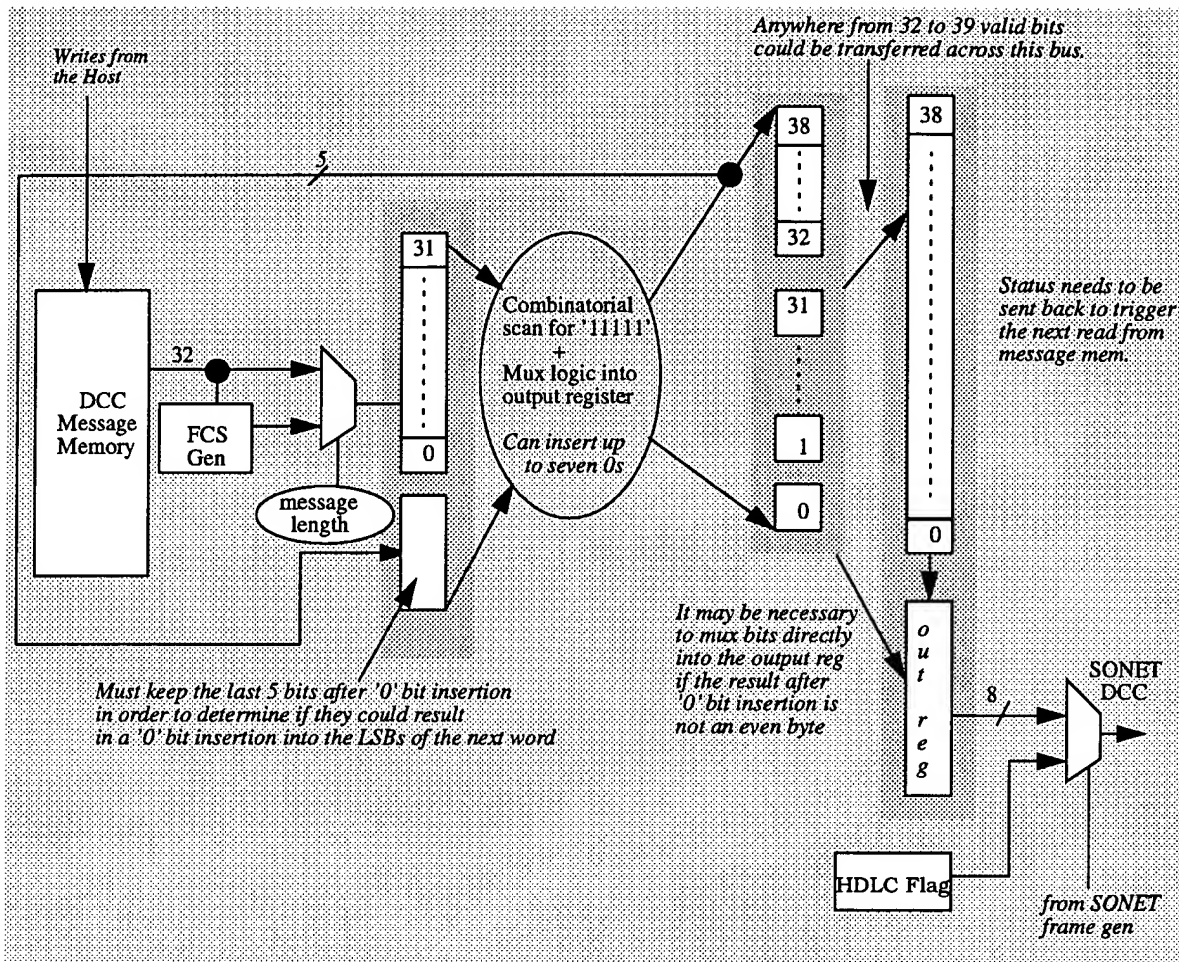 Anywhere from 32 to 39 valid bits
could be transferred across this bus.
Writes from
the Host
38
32
38
5
31
31
Combinatorial
scan for '11111'
+
Mux logic into
output register
Can insert up
to seven 0s
Status needs to be
sent back to trigger
the next read from
message mem.
32
DCC
Message
Memory
FCS
Gen
0
1
0
0
message
length
It may be necessary
to mux bits directly
into the output reg
if the result after
'0' bit insertion is
not an even byte
out reg
8
SONET
DCC
Must keep the last 5 bits after '0' bit insertion
in order to determine if they could result
in a '0' bit insertion into the LSBs of the next word
HDLC Flag
from SONET
frame gen